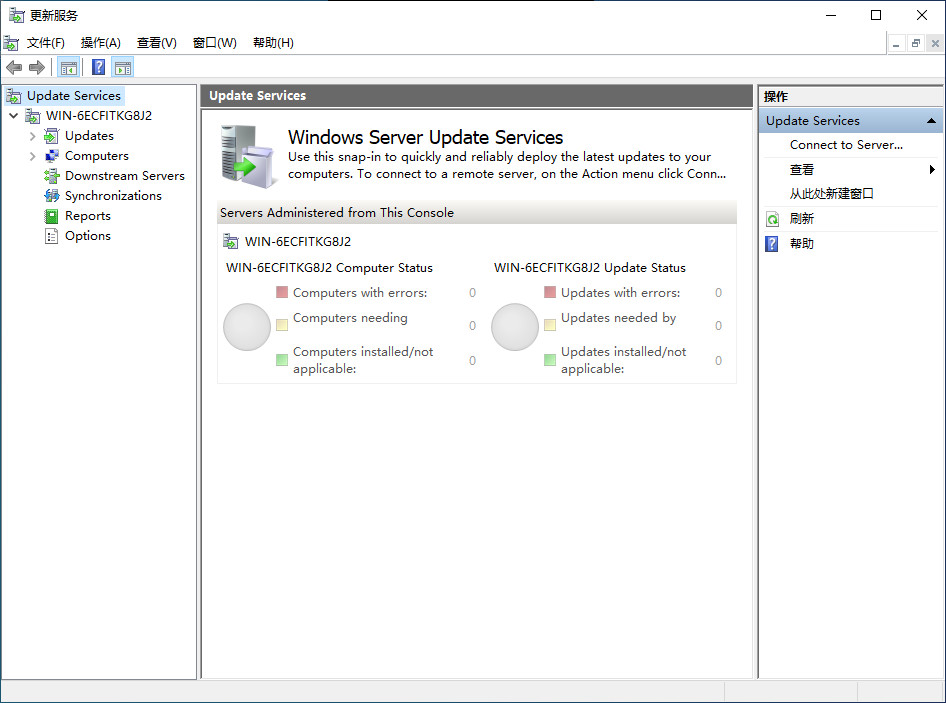 更新服务
文件(F) 操作(A) 查看(V) 窗口(W) 帮助(H)
Update Services
WIN-6ECFITKG8J2
Updates
Computers
Downstream Servers
Synchronizations
Reports
Options
Update Services
Windows Server Update Services
Use this snap-in to quickly and reliably deploy the latest updates to your
computers. To connect to a remote server, on the Action menu click Conn...
Servers Administered from This Console
WIN-6ECFITKG8J2
WIN-6ECFITKG8J2 Computer Status
Computers with errors: 0
Computers needing 0
Computers installed/not
applicable: 0
WIN-6ECFITKG8J2 Update Status
Updates with errors: 0
Updates needed by 0
Updates installed/not
applicable: 0
操作
Update Services
Connect to Server...
查看
从此处新建窗口
刷新
帮助